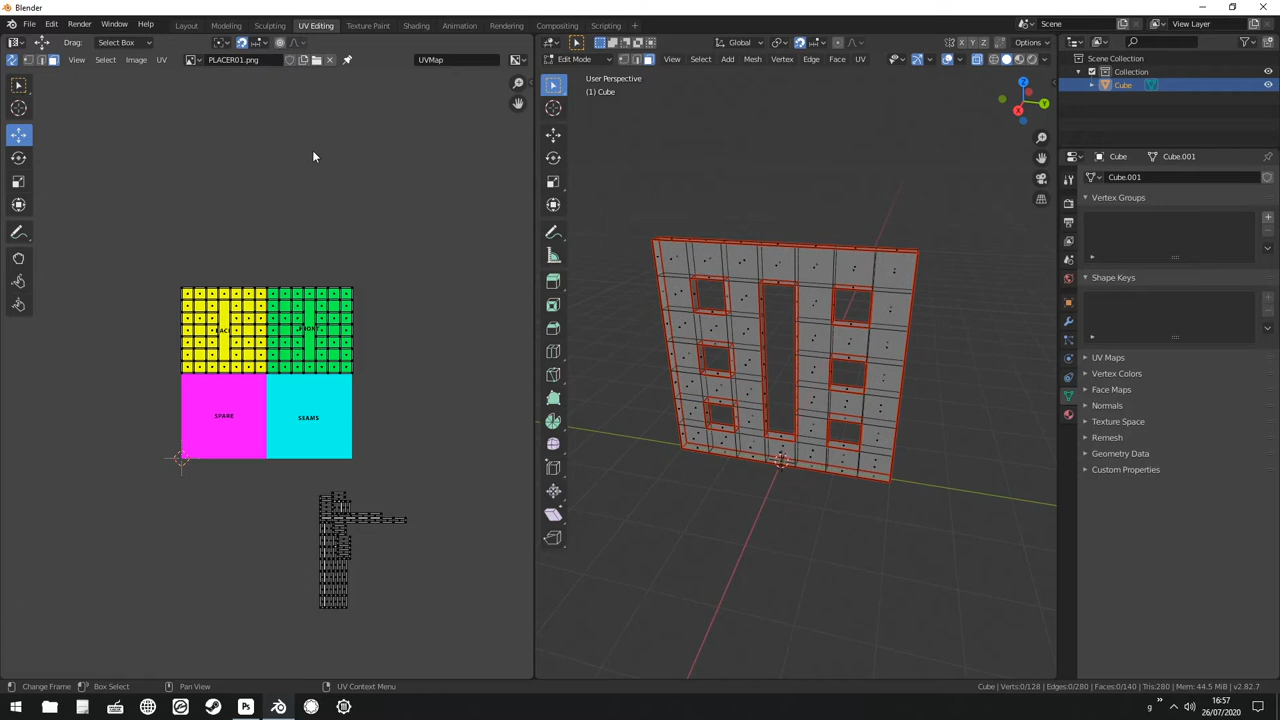 Blender
File Edit Render Window Help Layout Modeling Sculpting UV Editing Texture Paint Shading Animation Rendering Compositing Scripting + Scene View Layer
Drag: Select Box Global X Y Z Options
View Select Image UV PLACER01.png UVMap Edit Mode View Select Add Mesh Vertex Edge Face UV
Scene Collection
Collection
Cube
User Perspective
(1) Cube
Z
Y
X
Cube Cube.001
Cube.001
Vertex Groups
Shape Keys
BACK FRONT
UV Maps
Vertex Colors
Face Maps
Normals
Texture Space
Remesh
Geometry Data
Custom Properties
SPARE SEAMS
Change Frame Box Select Pan View UV Context Menu Cube | Verts:0/128 | Edges:0/280 | Faces:0/140 | Tris:280 | Mem: 44.5 MiB | v2.82.7
Ps
16:57
26/07/2020